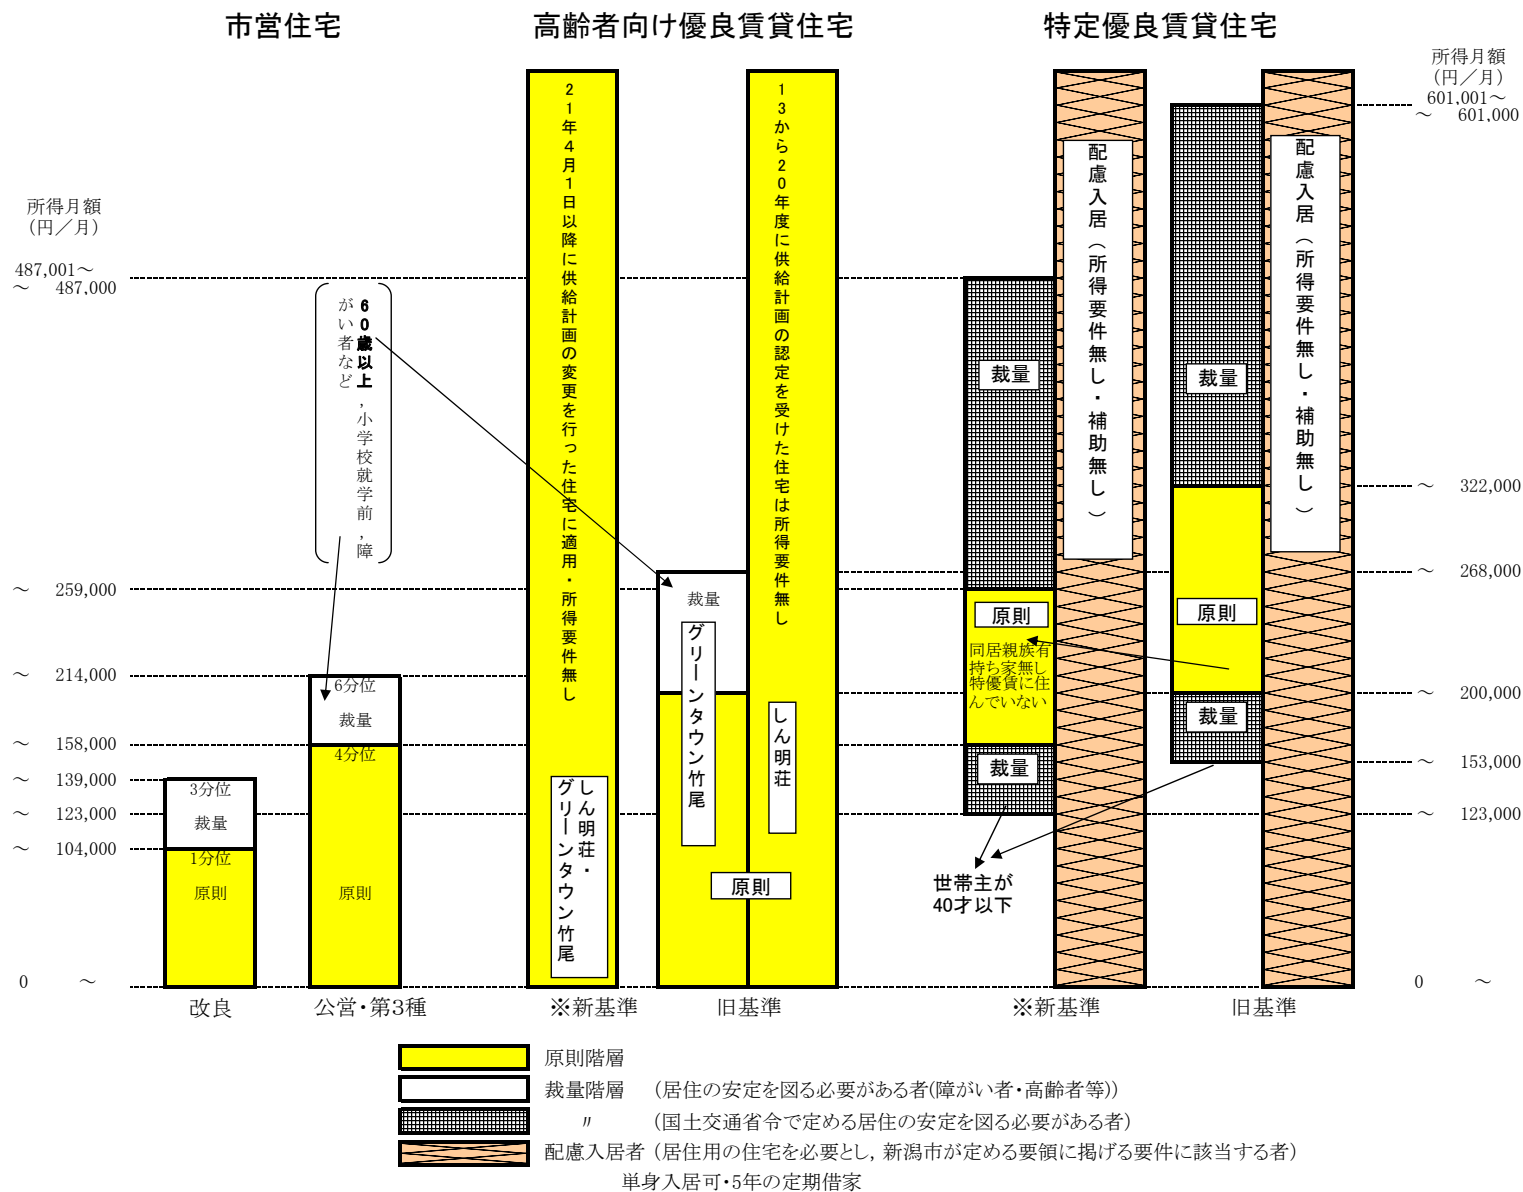 市営住宅
高齢者向け優良賃貸住宅
特定優良賃貸住宅
所得月額
(円／月)
601,001～
～ 601,000
所得月額
(円／月)
487,001～
～ 487,000
60歳以上,小学校就学前,障
がい者など
21年4月1日以降に供給計画の変更を行った住宅に適用・所得要件無し
13から20年度に供給計画の認定を受けた住宅は所得要件無し
配慮入居(所得要件無し・補助無し)
配慮入居(所得要件無し・補助無し)
裁量
裁量
～ 322,000
～ 268,000
～ 259,000
裁量
原則
原則
同居親族有
持ち家無し
特優賃に住
んでいない
グリーンタウン竹尾
しん明荘
～ 214,000
6分位
裁量
～ 200,000
裁量
～ 158,000
4分位
裁量
～ 153,000
～ 139,000
3分位
裁量
～ 123,000
～ 123,000
～ 104,000
1分位
原則
原則
しん明荘・
グリーンタウン竹尾
原則
世帯主が
40才以下
0 ～
0 ～
改良
公営・第3種
※新基準
旧基準
※新基準
旧基準
原則階層
裁量階層 (居住の安定を図る必要がある者(障がい者・高齢者等))
〃 (国土交通省令で定める居住の安定を図る必要がある者)
配慮入居者 (居住用の住宅を必要とし, 新潟市が定める要領に掲げる要件に該当する者)
単身入居可・5年の定期借家